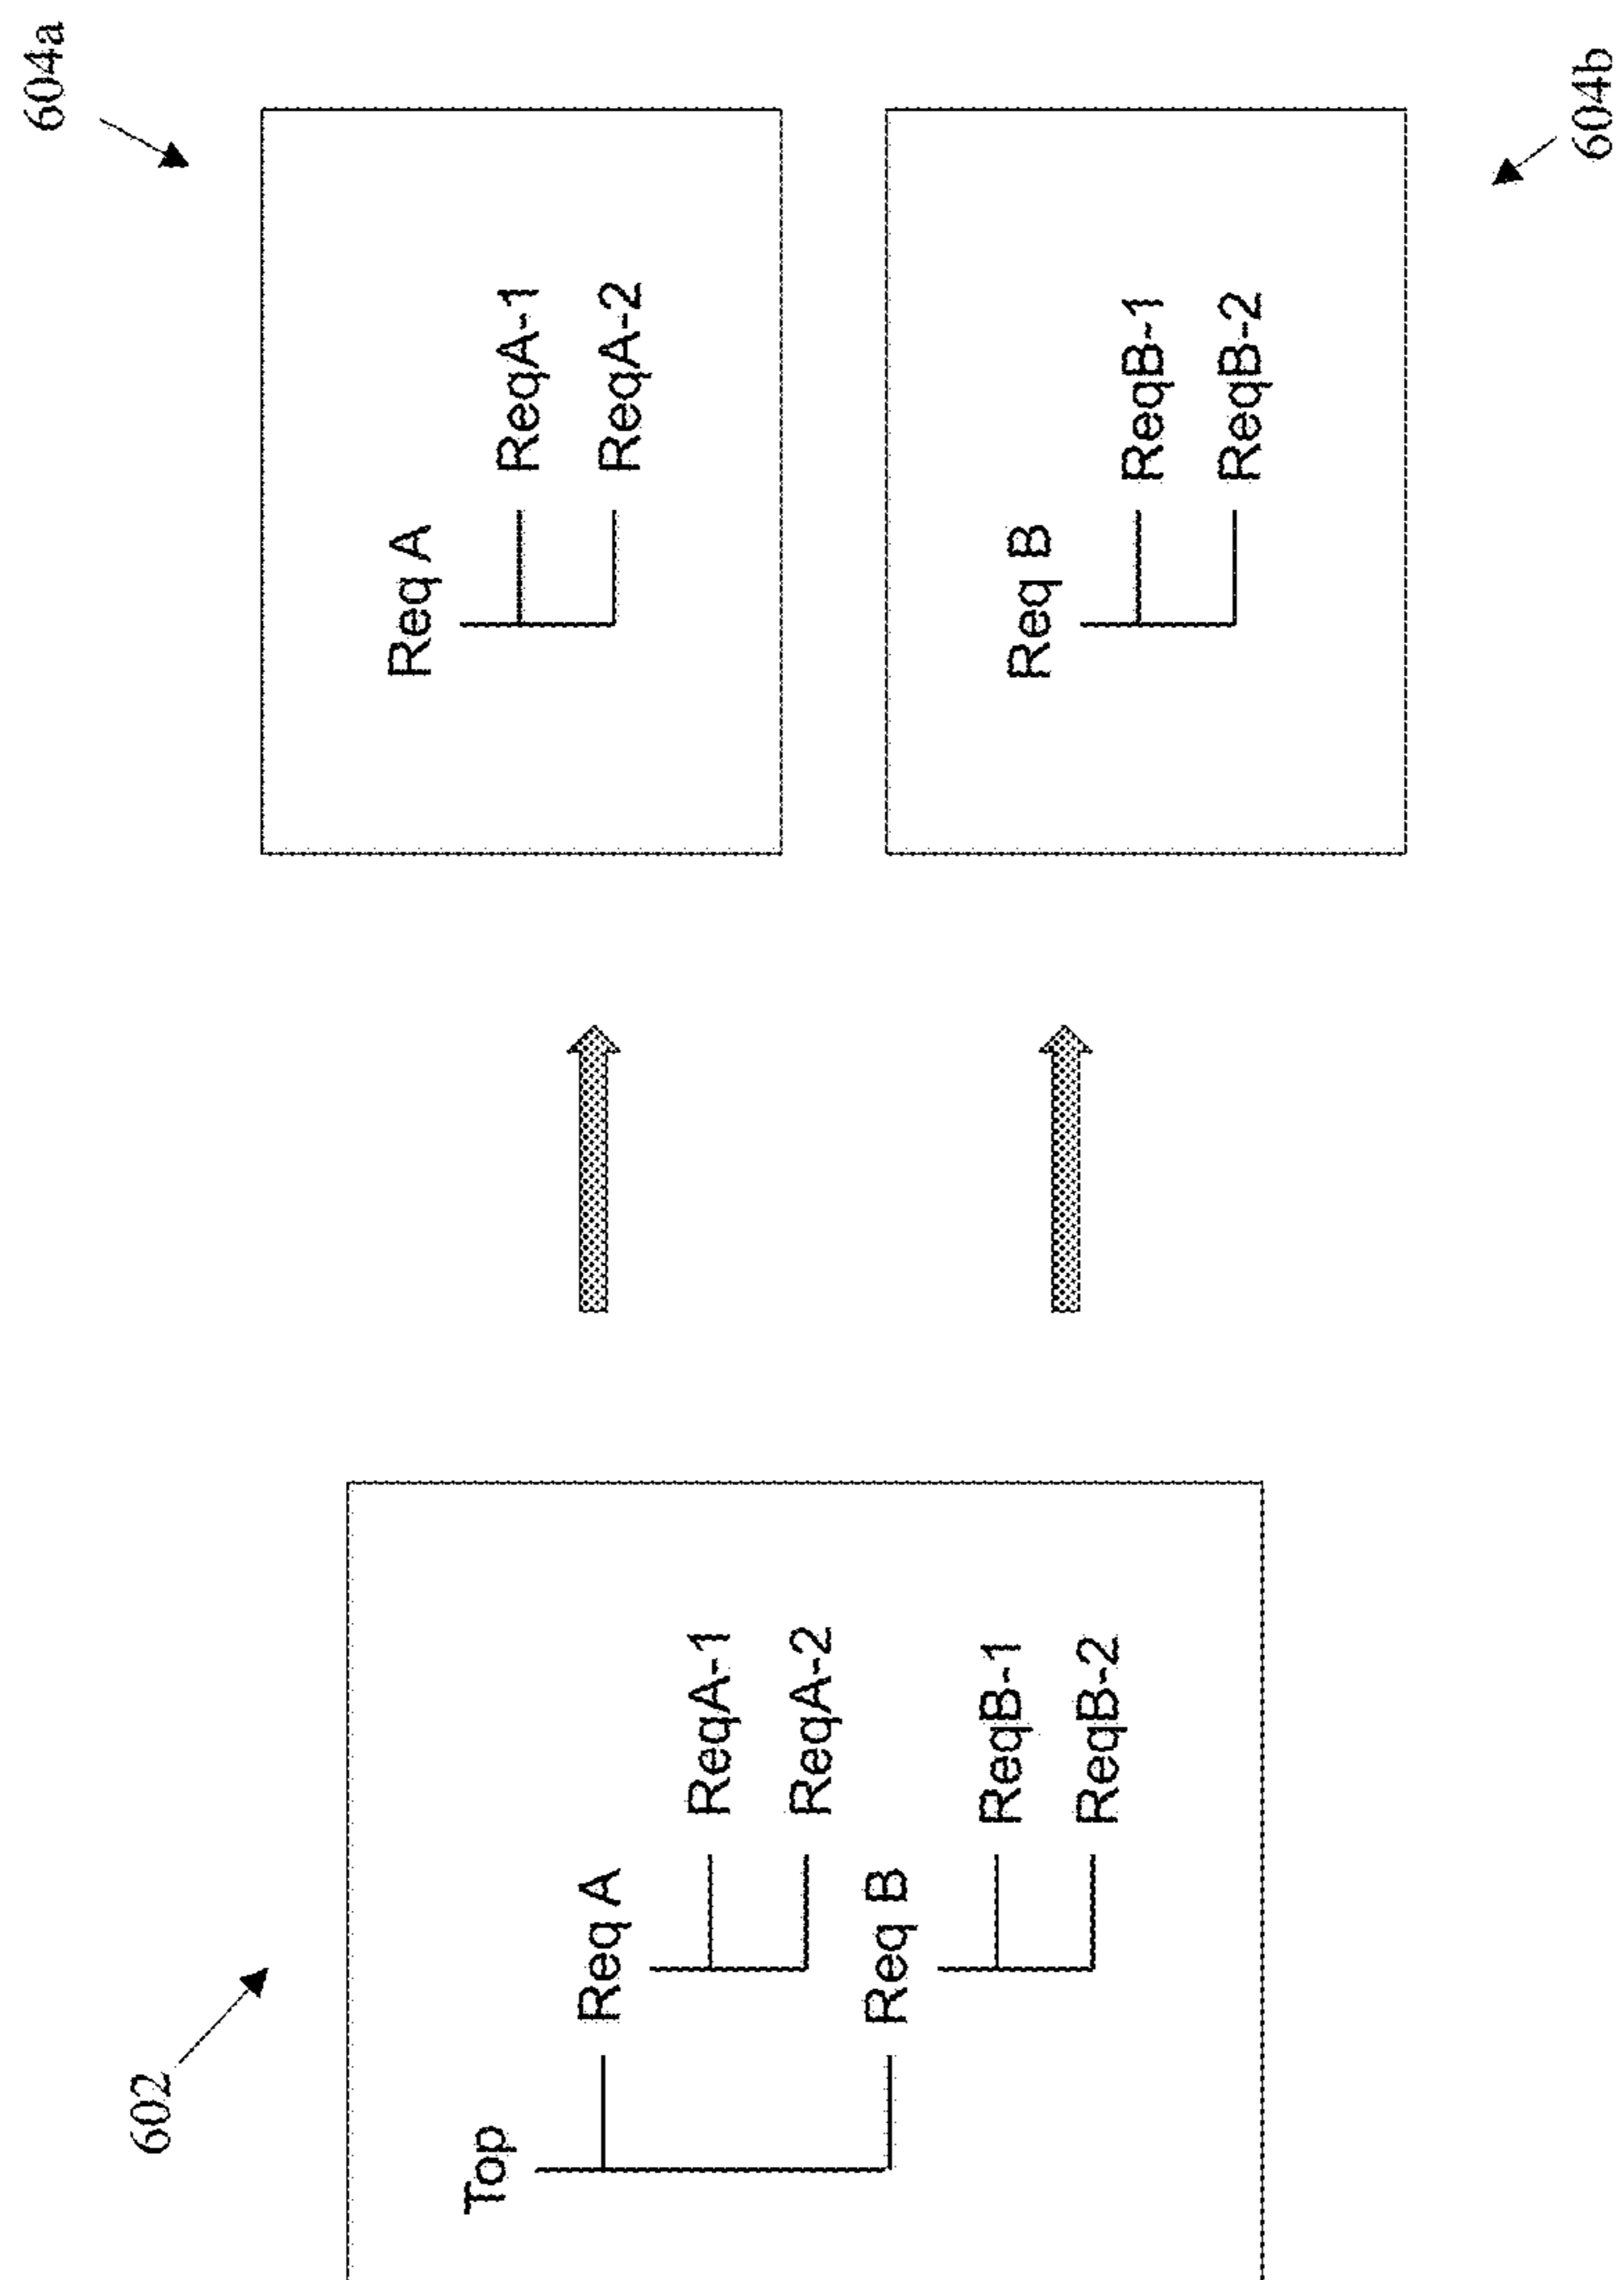 602
Top
Req A
ReqA-1
ReqA-2
Req B
ReqB-1
ReqB-2
604a
Req A
ReqA-1
ReqA-2
Req B
ReqB-1
ReqB-2
604b